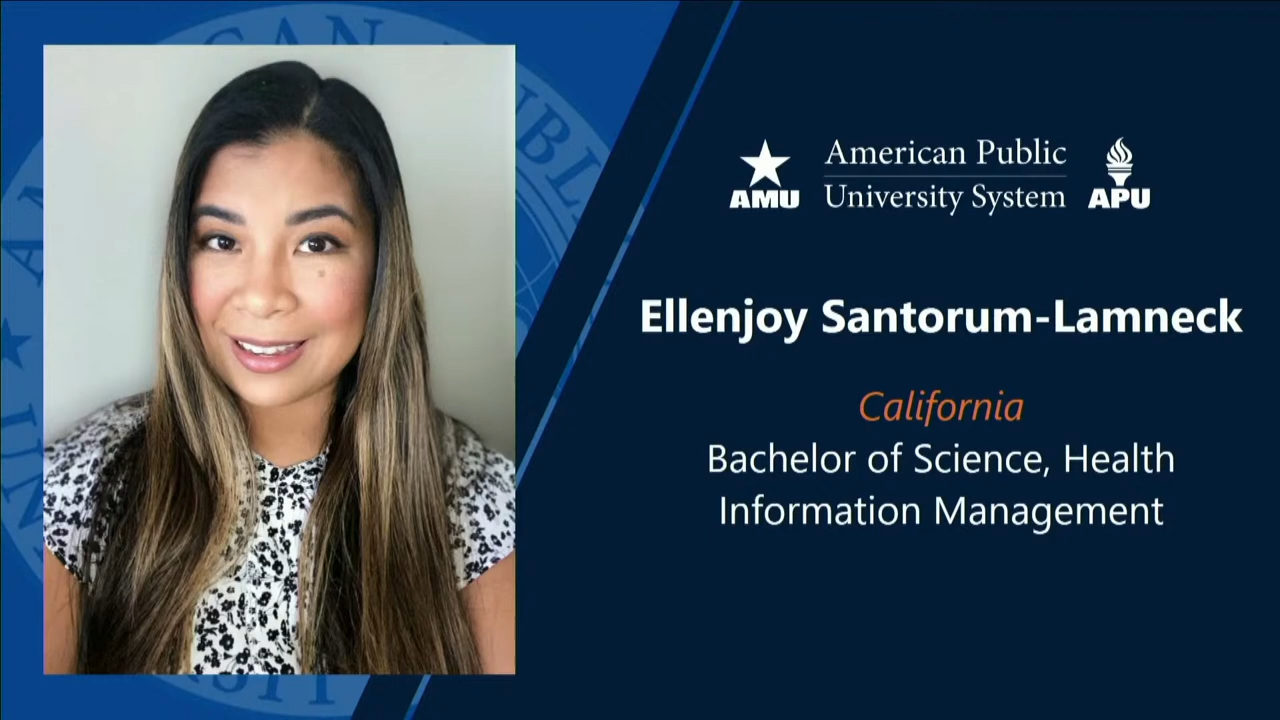 AMU
American Public
University System
APU
Ellenjoy Santorum-Lamneck
California
Bachelor of Science, Health
Information Management